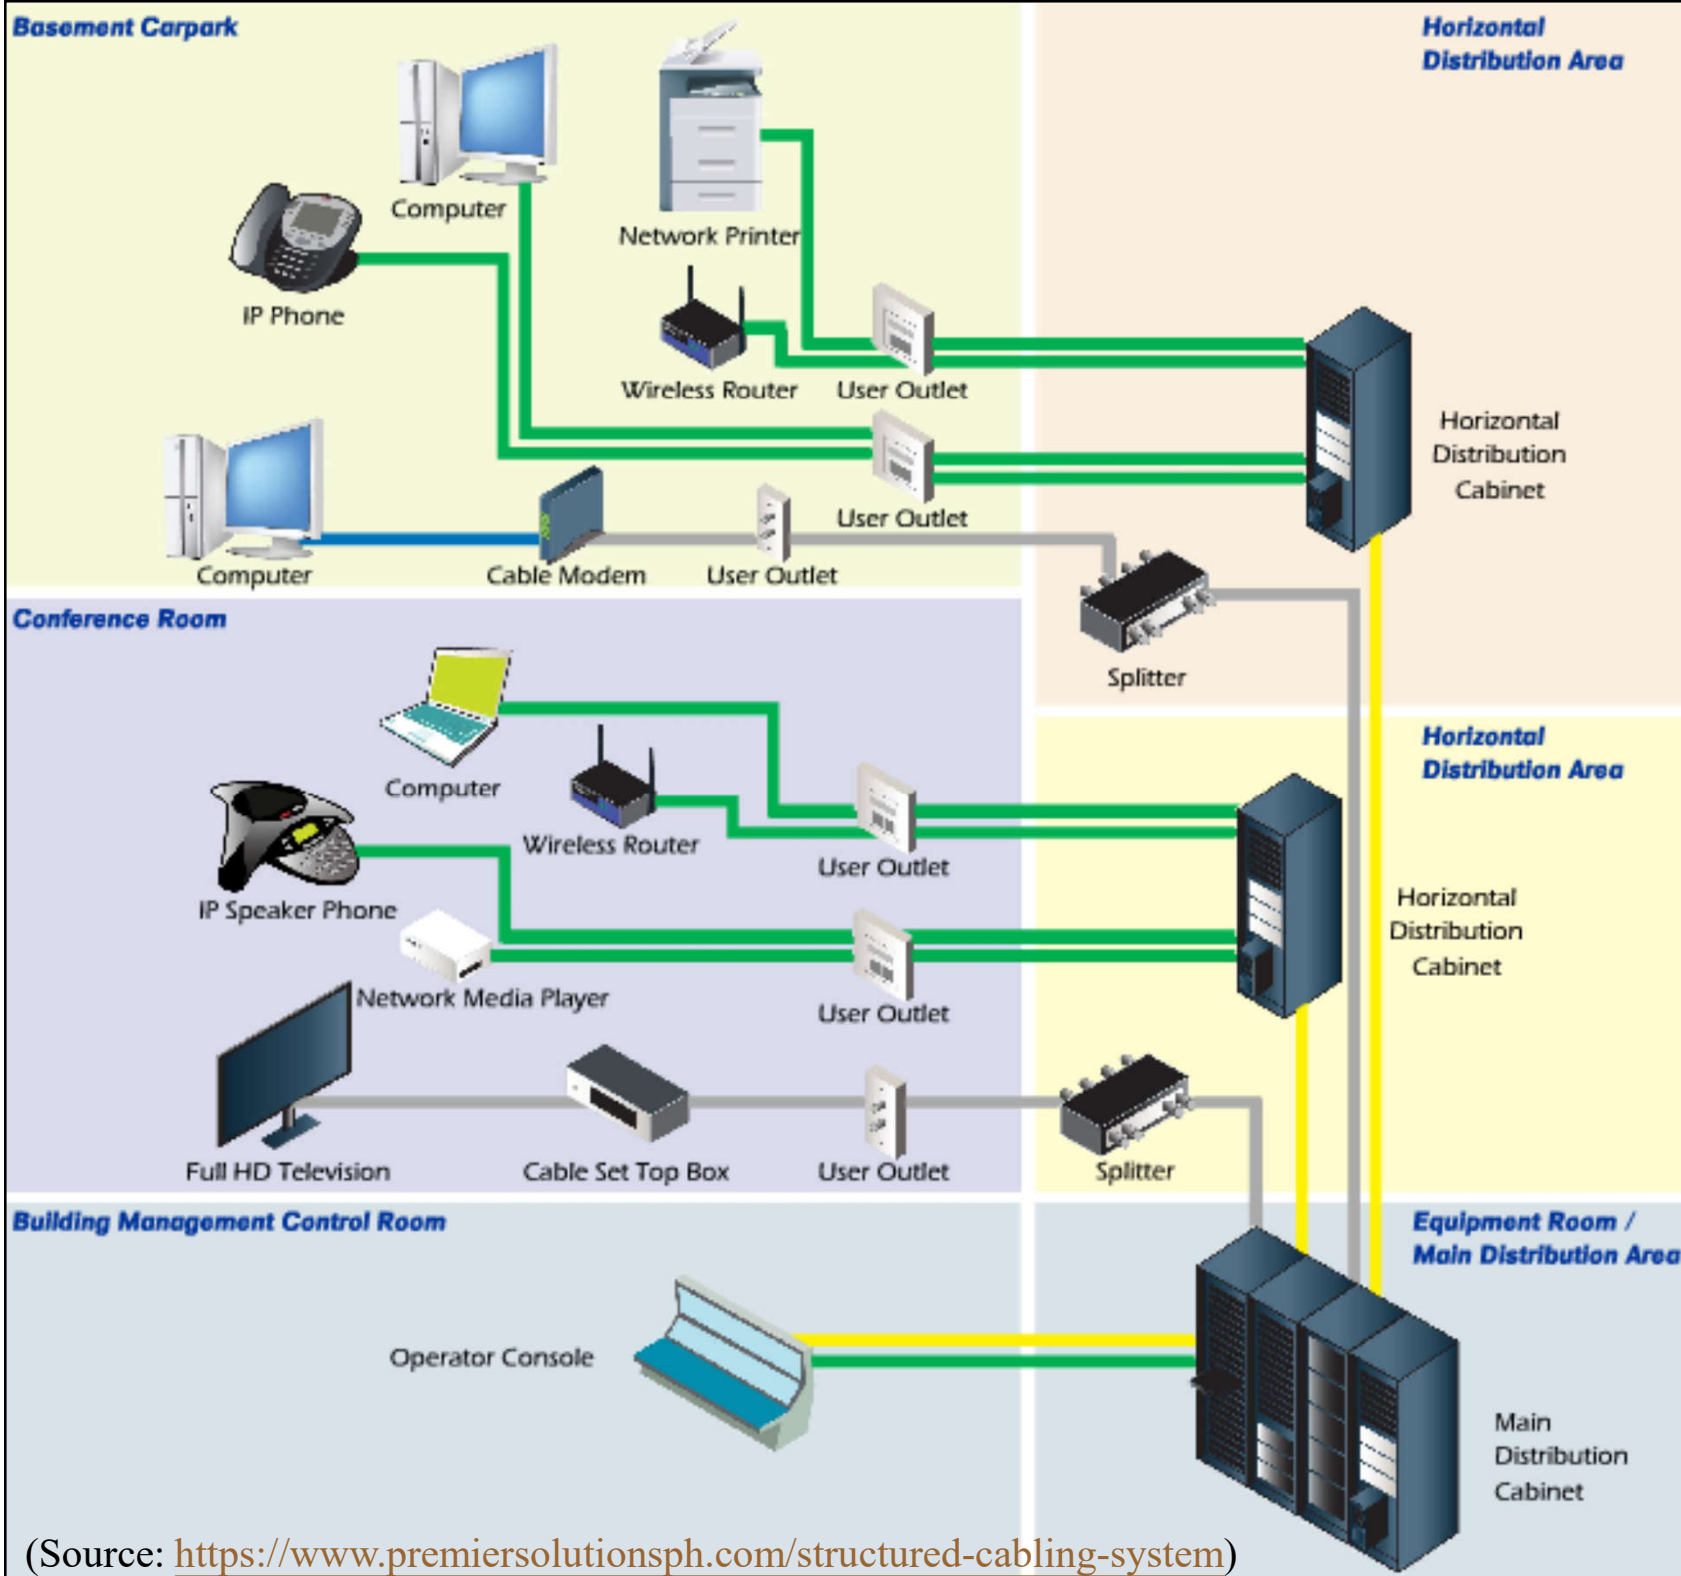 Basement Carpark
Horizontal
Distribution Area
Computer
Network Printer
IP Phone
Wireless Router
User Outlet
Horizontal
Distribution
Cabinet
User Outlet
Computer
Cable Modem
User Outlet
Splitter
Conference Room
Horizontal
Distribution Area
Computer
Wireless Router
User Outlet
IP Speaker Phone
Horizontal
Distribution
Cabinet
Network Media Player
User Outlet
Full HD Television
Cable Set Top Box
User Outlet
Splitter
Building Management Control Room
Equipment Room /
Main Distribution Area
Operator Console
Main
Distribution
Cabinet
(Source: https://www.premiersolutionsph.com/structured-cabling-system)